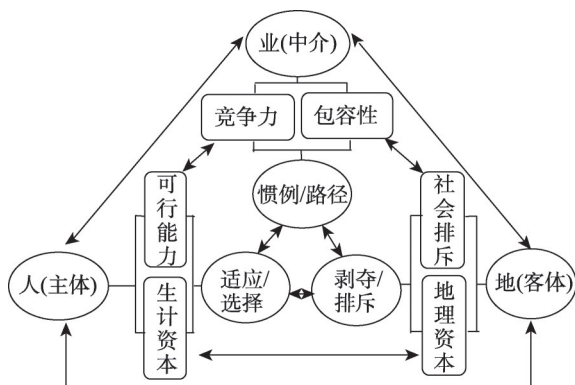 业(中介)
竞争力
包容性
可行能力
惯例/路径
社会排斥
人(主体)
适应/
选择
剥夺/
排斥
地(客体)
生计资本
地理资本